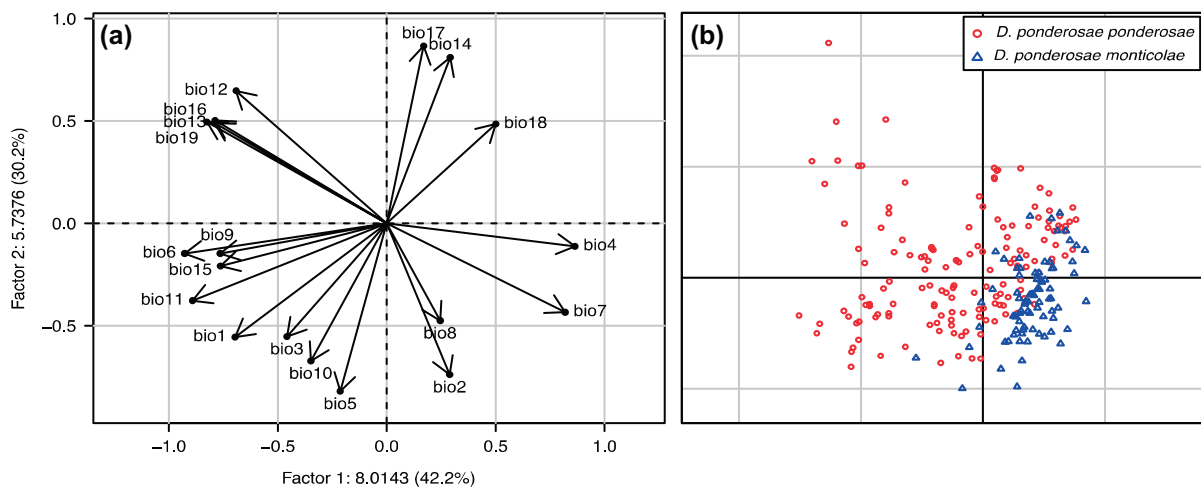 (a)
1.0
0.5
0.0
−0.5
Factor 2: 5.7376 (30.2%)
bio17
bio14
bio12
bio16
bio13
bio19
bio18
bio9
bio6
bio15
bio11
bio4
bio7
bio8
bio1
bio3
bio10
bio2
bio5
−1.0
−0.5
0.0
0.5
1.0
Factor 1: 8.0143 (42.2%)
(b)
D. ponderosae ponderosae
D. ponderosae monticolae